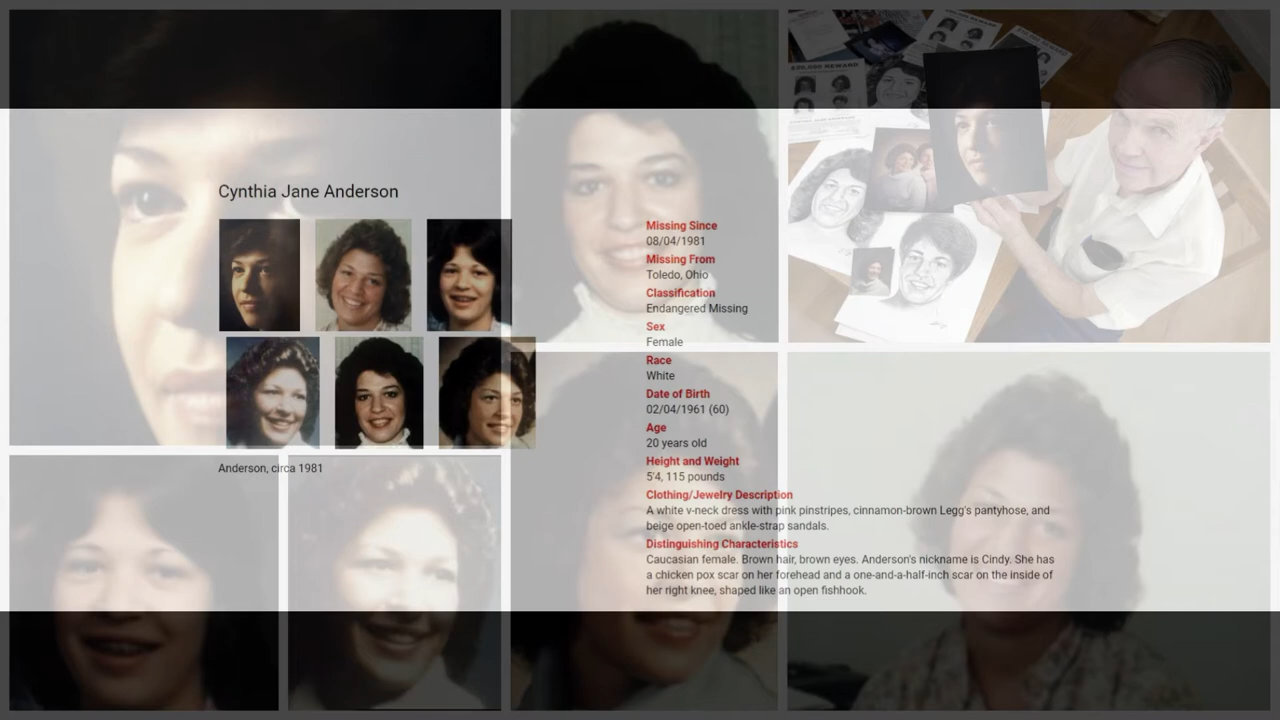 Cynthia Jane Anderson
Anderson, circa 1981
Missing Since
08/04/1981
Missing From
Toledo, Ohio
Classification
Endangered Missing
Sex
Female
Race
White
Date of Birth
02/04/1961 (60)
Age
20 years old
Height and Weight
5'4, 115 pounds
Clothing/Jewelry Description
A white v-neck dress with pink pinstripes, cinnamon-brown Legg's pantyhose, and
beige open-toed ankle-strap sandals.
Distinguishing Characteristics
Caucasian female. Brown hair, brown eyes. Anderson's nickname is Cindy. She has
a chicken pox scar on her forehead and a one-and-a-half-inch scar on the inside of
her right knee, shaped like an open fishhook.
REWARD